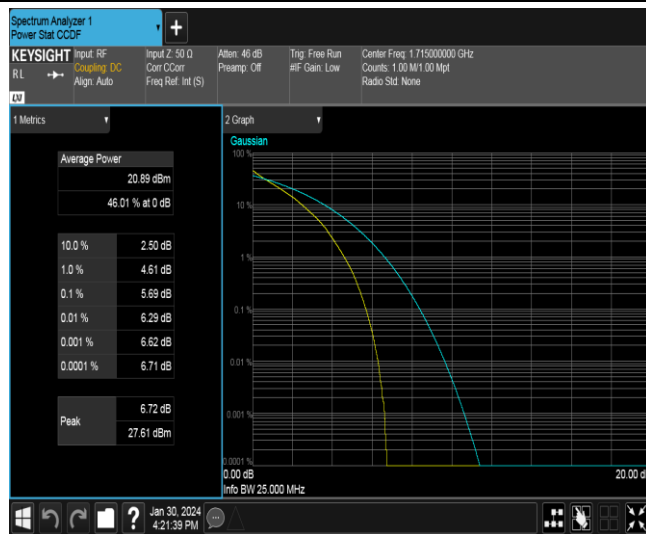 Spectrum Analyzer 1
Power Stat CCDF
KEYSIGHT
RL
LXI
Input: RF
Coupling: DC
Align: Auto
Input Z: 50 Ω
Corr CCorr
Freq Ref: Int (S)
Atten: 46 dB
Preamp: Off
Trig: Free Run
#IF Gain: Low
Center Freq: 1.715000000 GHz
Counts: 1.00 M/1.00 Mpt
Radio Std: None
1 Metrics
Average Power
20.89 dBm
46.01 % at 0 dB
10.0 % 2.50 dB
1.0 % 4.61 dB
0.1 % 5.69 dB
0.01 % 6.29 dB
0.001 % 6.62 dB
0.0001 % 6.71 dB
Peak
6.72 dB
27.61 dBm
2 Graph
Gaussian
100 %
10 %
1 %
0.1 %
0.01 %
0.001 %
0.0001 %
0.00 dB
20.00 d
Info BW 25.000 MHz
?
Jan 30, 2024
4:21:39 PM